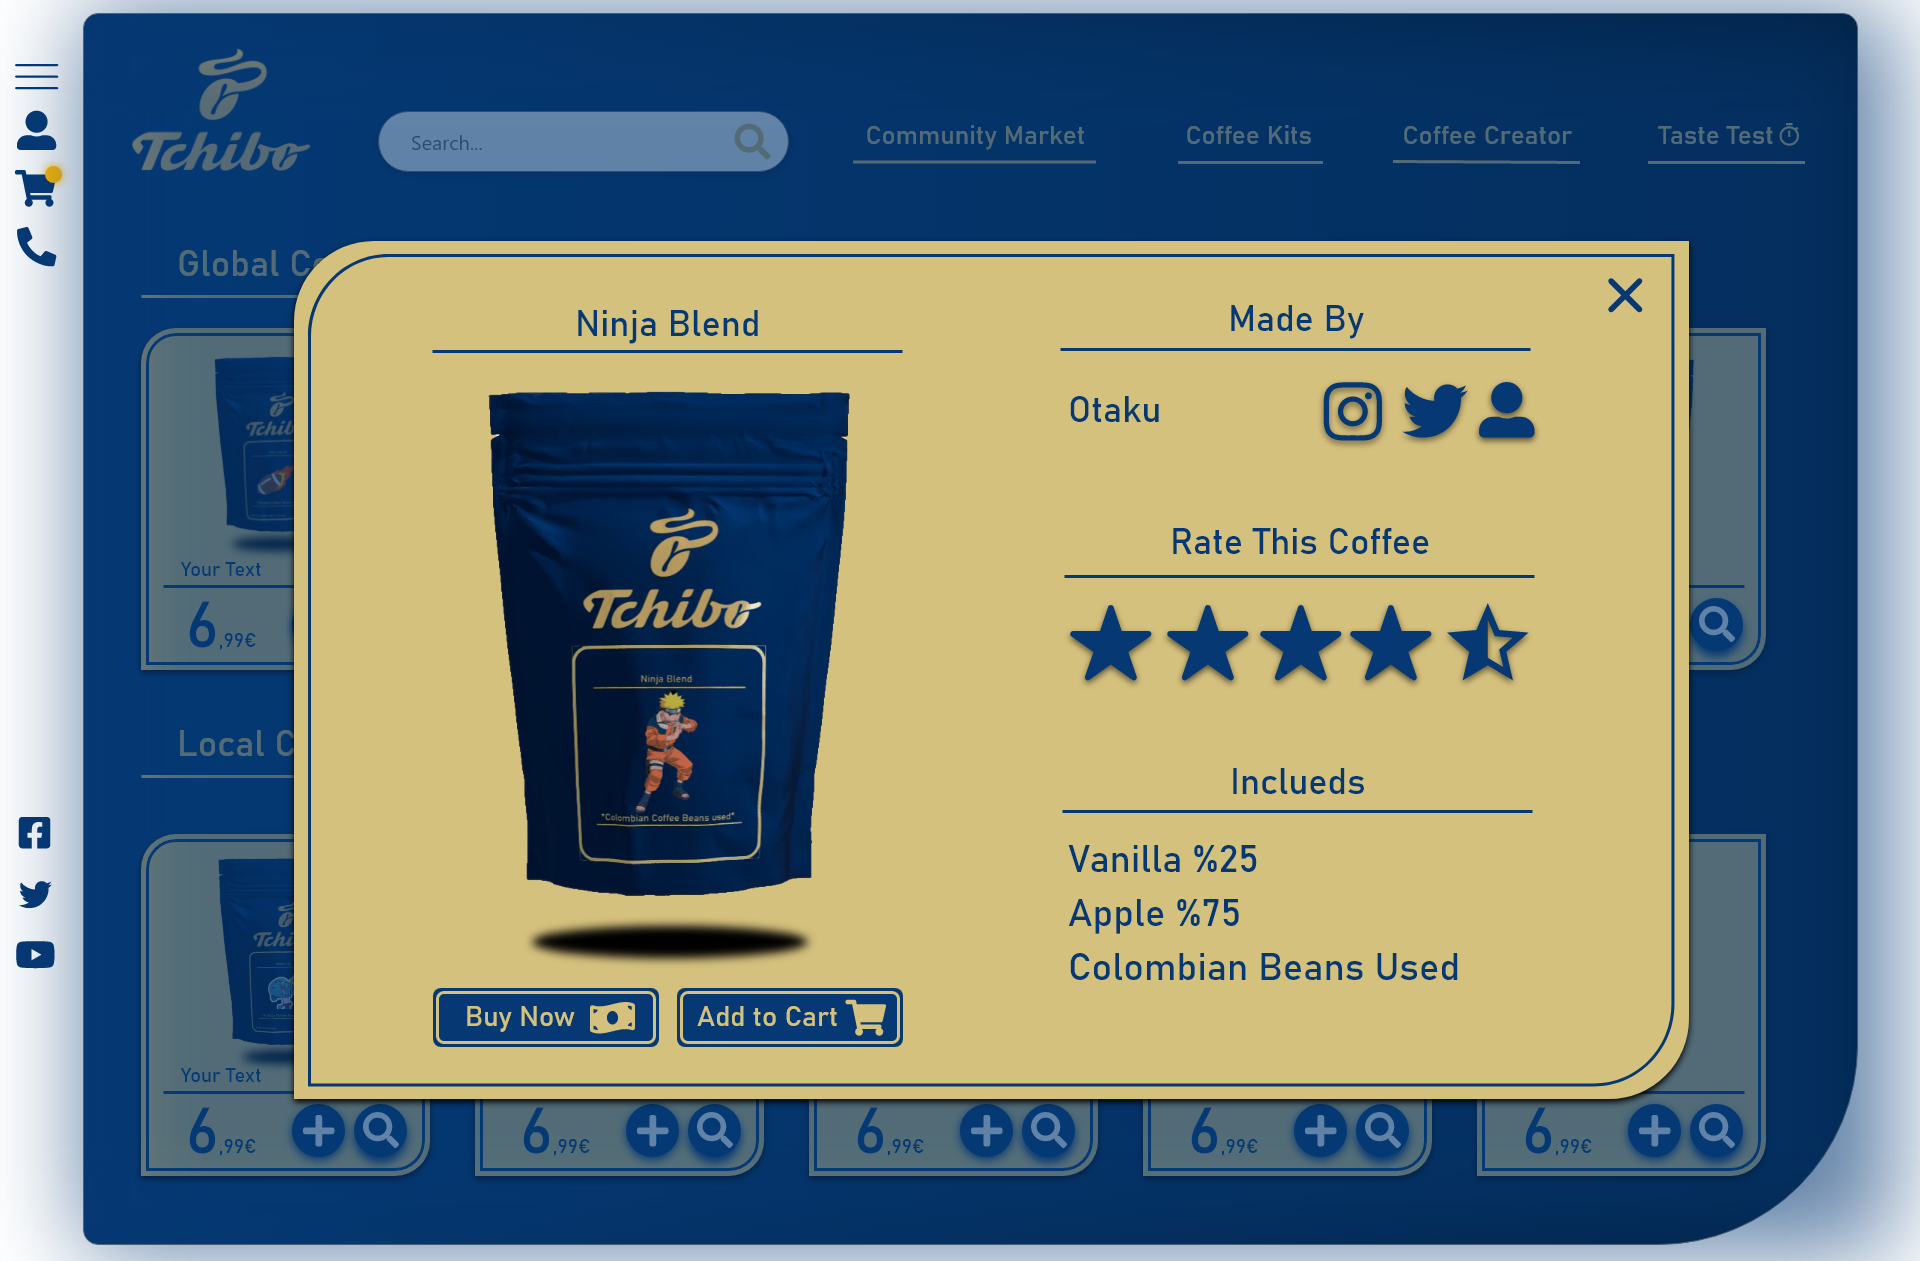 Tchibo
Search...
Community Market
Coffee Kits
Coffee Creator
Taste Test
Global
Ninja Blend
Made By
Otaku
Tchibo
Ninja Blend
"Colombian Coffee Beans used"
Rate This Coffee
Your Text
6,99€
Local
Inclueds
Vanilla %25
Apple %75
Colombian Beans Used
Buy Now
Add to Cart
Your Text
6,99€
6,99€
6,99€
6,99€
6,99€